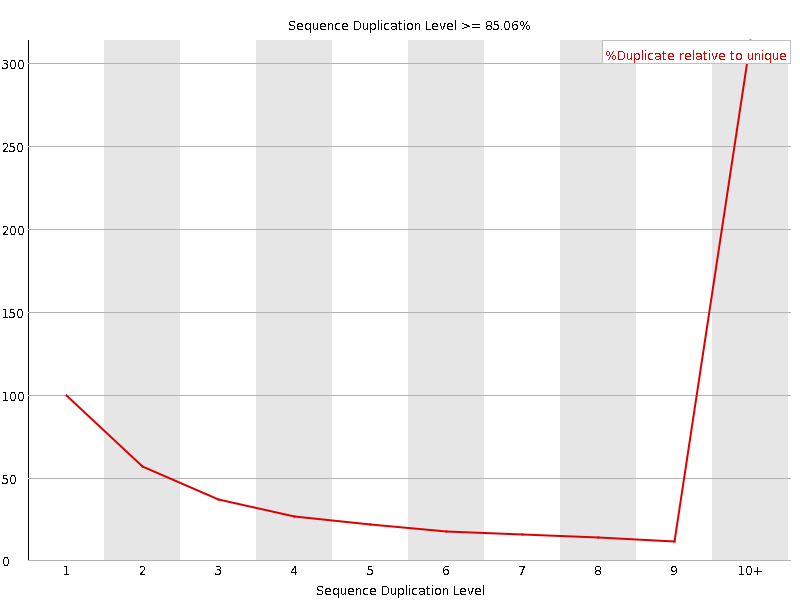 Sequence Duplication Level >= 85.06%
%Duplicate relative to unique
300
250
200
150
100
50
0
1 2 3 4 5 6 7 8 9 10+
Sequence Duplication Level